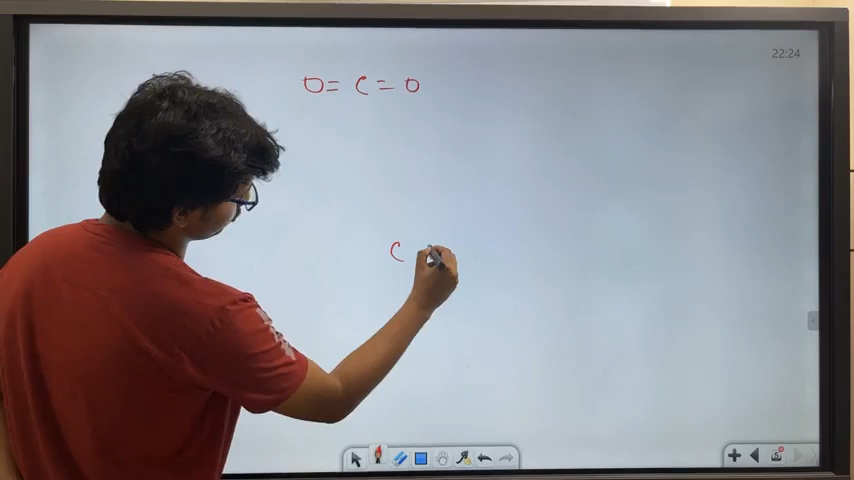 22:24
O = C = O
C